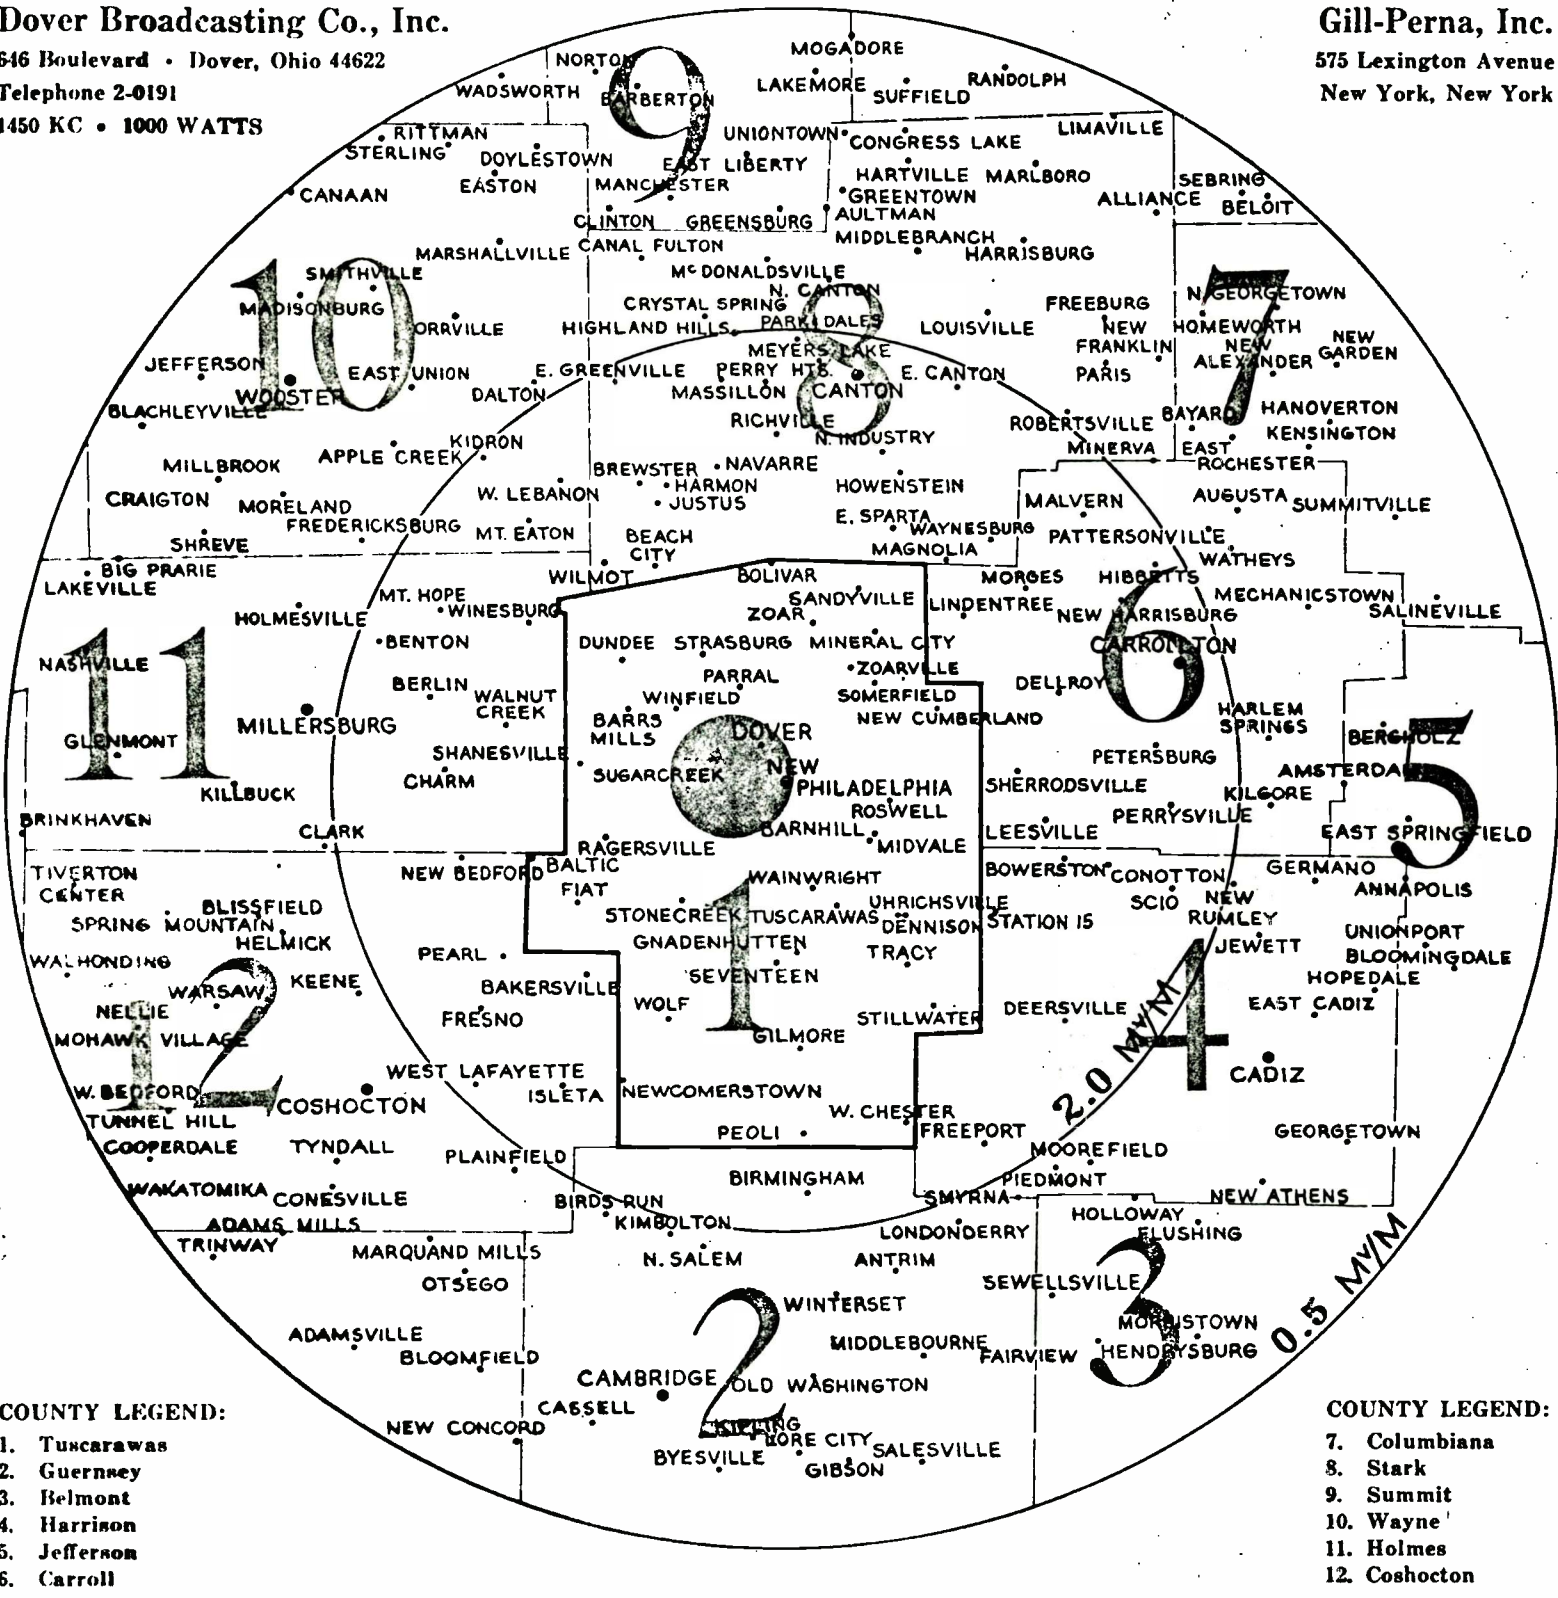 Dover Broadcasting Co., Inc.
646 Boulevard • Dover, Ohio 44622
Telephone 2-0191
1450 KC • 1000 WATTS
Gill-Perna, Inc.
575 Lexington Avenue
New York, New York
MOGADORE
NORTON
9
WADSWORTH
BARBERTON
LAKEMORE
SUFFIELD
RANDOLPH
RITTMAN
UNIONTOWN
CONGRESS LAKE
LIMAVILLE
STERLING
DOYLESTOWN
EAST LIBERTY
HARTVILLE
MARLBORO
SEBRING
CANAAN
EASTON
MANCHESTER
GREENTOWN
ALLIANCE
BELOIT
CLINTON
GREENSBURG
AULTMAN
MARSHALLVILLE
CANAL FULTON
MIDDLEBRANCH
HARRISBURG
10
SMITHVILLE
McDONALDSVILLE
7
MADISONBURG
N. CANTON
8
N. GEORGETOWN
CRYSTAL SPRING
FREEBURG
ORRVILLE
HIGHLAND HILLS
PARK DALES
LOUISVILLE
NEW
FRANKLIN
HOMEWORTH
NEW
ALEXANDER
NEW
GARDEN
JEFFERSON
EAST UNION
MEYERS LAKE
E. GREENVILLE
PERRY HTS.
E. CANTON
PARIS
WOOSTER
DALTON
MASSILLON
CANTON
BLACHLEYVILLE
RICHVILLE
ROBERTSVILLE
BAYARD
HANOVERTON
KIDRON
N. INDUSTRY
MINERVA
EAST
ROCHESTER
KENSINGTON
MILLBROOK
APPLE CREEK
BREWSTER
NAVARRE
CRAIGTON
MORELAND
W. LEBANON
HARMON
JUSTUS
HOWENSTEIN
MALVERN
AUGUSTA
SUMMITVILLE
FREDERICKSBURG
MT. EATON
BEACH
CITY
E. SPARTA
WAYNESBURG
PATTERSONVILLE
SHREVE
MAGNOLIA
WATHEYS
BIG PRARIE
LAKEVILLE
WILMOT
BOLIVAR
MORGES
HIBBETTS
MT. HOPE
SANDYVILLE
LINDENTREE
MECHANICSTOWN
SALINEVILLE
HOLMESVILLE
WINESBURG
ZOAR
NEW HARRISBURG
6
11
BENTON
DUNDEE
STRASBURG
MINERAL CITY
CARROLLTON
NASHVILLE
ZOARVILLE
BERLIN
WALNUT
CREEK
PARRAL
WINFIELD
SOMERFIELD
DELLROY
MILLERSBURG
BARRS
MILLS
DOVER
NEW CUMBERLAND
HARLEM
SPRINGS
5
GLENMONT
SHANESVILLE
PETERSBURG
BERGHOLZ
CHARM
SUGARCREEK
NEW
PHILADELPHIA
SHERRODSVILLE
AMSTERDAM
KILLBUCK
ROSWELL
KILGORE
BRINKHAVEN
CLARK
BARNHILL
PERRYSVILLE
LEESVILLE
EAST SPRINGFIELD
RAGERSVILLE
MIDVALE
TIVERTON
CENTER
NEW BEDFORD
BALTIC
FIAT
1
WAINWRIGHT
BOWERSTON
CONOTTON
GERMANO
ANNAPOLIS
BLISSFIELD
STONECREEK
TUSCARAWAS
UHRICHSVILLE
DENNISON
STATION 15
SCIO
NEW
RUMLEY
SPRING MOUNTAIN
HELMICK
GNADENHUTTEN
JEWETT
UNIONPORT
WALHONDING
PEARL
TRACY
BLOOMINGDALE
12
WARSAW
KEENE
BAKERSVILLE
SEVENTEEN
HOPEDALE
NELLIE
FRESNO
WOLF
STILLWATER
DEERSVILLE
EAST CADIZ
MOHAWK VILLAGE
GILMORE
4
2.0 Mv/M
W. BEDFORD
WEST LAFAYETTE
ISLETA
NEWCOMERSTOWN
CADIZ
COSHOCTON
TUNNEL HILL
W. CHESTER
COOPERDALE
TYNDALL
PEOLI
FREEPORT
GEORGETOWN
PLAINFIELD
MOOREFIELD
WAKATOMIKA
CONESVILLE
BIRMINGHAM
PIEDMONT
BIRDS RUN
SMYRNA
NEW ATHENS
ADAMS MILLS
KIMBOLTON
HOLLOWAY
TRINWAY
MARQUAND MILLS
LONDONDERRY
FLUSHING
N. SALEM
ANTRIM
3
OTSEGO
SEWELLSVILLE
2
WINTERSET
MORRISTOWN
0.5 Mv/M
ADAMSVILLE
BLOOMFIELD
MIDDLEBOURNE
FAIRVIEW
HENDRYSBURG
CAMBRIDGE
OLD WASHINGTON
CASSELL
NEW CONCORD
BYESVILLE
LORE CITY
GIBSON
SALESVILLE
COUNTY LEGEND:
1. Tuscarawas
2. Guernsey
3. Belmont
4. Harrison
5. Jefferson
6. Carroll
COUNTY LEGEND:
7. Columbiana
8. Stark
9. Summit
10. Wayne
11. Holmes
12. Coshocton